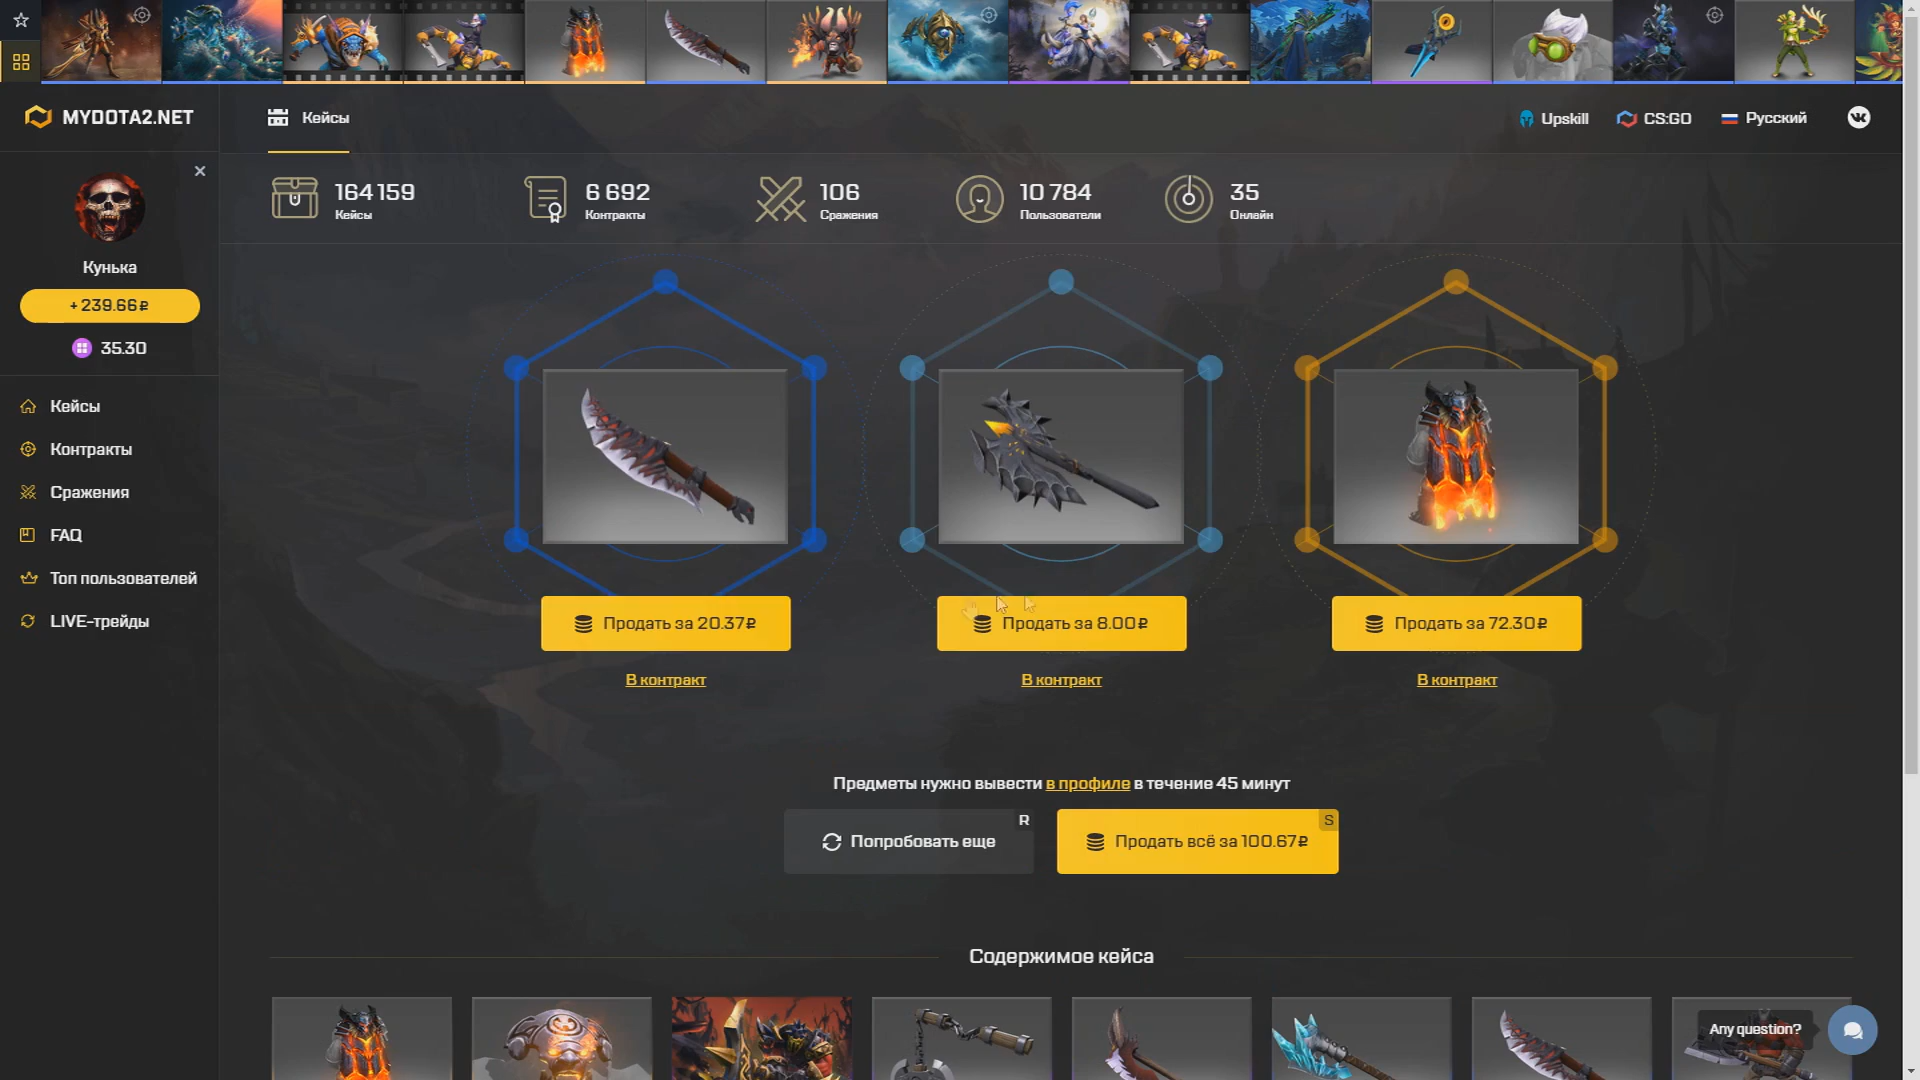 MYDOTA2.NET
Кейсы
Upskill
CS:GO
Русский
164 159
Кейсы
6 692
Контракты
106
Сражения
10 784
Пользователи
35
Онлайн
Кунька
+ 239.66₽
35.30
Кейсы
Контракты
Сражения
FAQ
Топ пользователей
LIVE-трейды
Продать за 20.37₽
Продать за 8.00₽
Продать за 72.30₽
В контракт
В контракт
В контракт
Предметы нужно вывести в профиле в течение 45 минут
Попробовать еще
R
Продать всё за 100.67₽
S
Содержимое кейса
Any question?